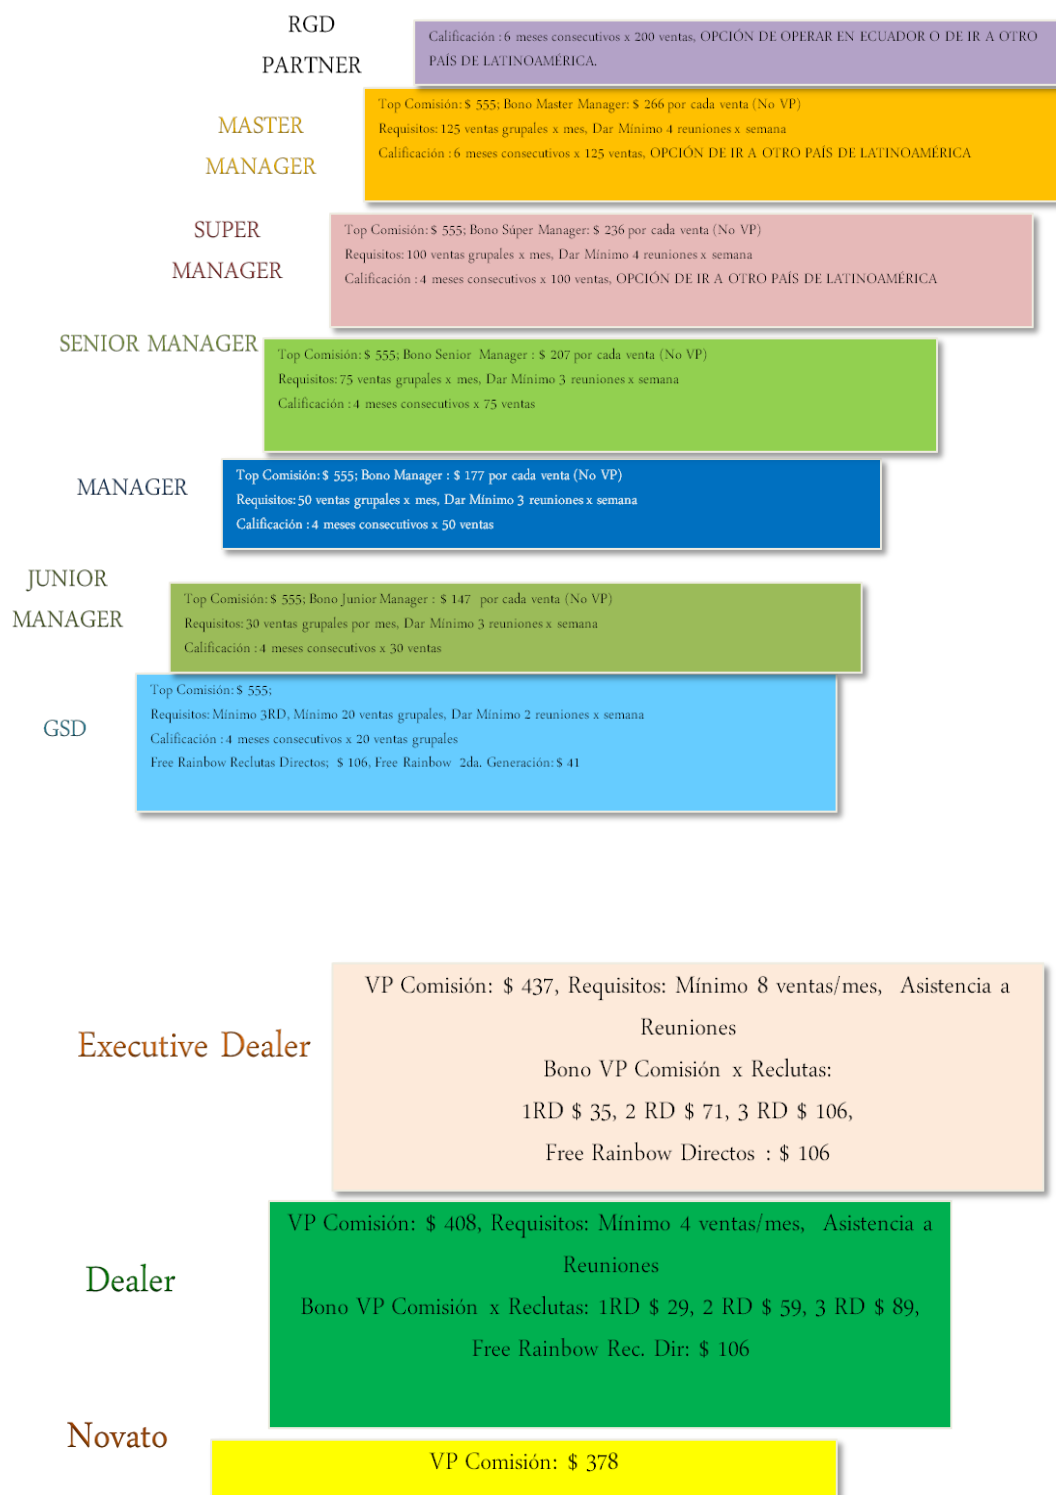 RGD
PARTNER
Calificación : 6 meses consecutivos x 200 ventas, OPCIÓN DE OPERAR EN ECUADOR O DE IR A OTRO
PAÍS DE LATINOAMÉRICA.
MASTER
MANAGER
Top Comisión: $ 555; Bono Master Manager: $ 266 por cada venta (No VP)
Requisitos: 125 ventas grupales x mes, Dar Mínimo 4 reuniones x semana
Calificación : 6 meses consecutivos x 125 ventas, OPCIÓN DE IR A OTRO PAÍS DE LATINOAMÉRICA
SUPER
MANAGER
Top Comisión: $ 555; Bono Súper Manager: $ 236 por cada venta (No VP)
Requisitos: 100 ventas grupales x mes, Dar Mínimo 4 reuniones x semana
Calificación : 4 meses consecutivos x 100 ventas, OPCIÓN DE IR A OTRO PAÍS DE LATINOAMÉRICA
SENIOR MANAGER
Top Comisión: $ 555; Bono Senior Manager : $ 207 por cada venta (No VP)
Requisitos: 75 ventas grupales x mes, Dar Mínimo 3 reuniones x semana
Calificación : 4 meses consecutivos x 75 ventas
MANAGER
Top Comisión: $ 555; Bono Manager : $ 177 por cada venta (No VP)
Requisitos: 50 ventas grupales x mes, Dar Mínimo 3 reuniones x semana
Calificación : 4 meses consecutivos x 50 ventas
JUNIOR
MANAGER
Top Comisión: $ 555; Bono Junior Manager : $ 147 por cada venta (No VP)
Requisitos: 30 ventas grupales por mes, Dar Mínimo 3 reuniones x semana
Calificación : 4 meses consecutivos x 30 ventas
GSD
Top Comisión: $ 555;
Requisitos: Mínimo 3RD, Mínimo 20 ventas grupales, Dar Mínimo 2 reuniones x semana
Calificación : 4 meses consecutivos x 20 ventas grupales
Free Rainbow Reclutas Directos; $ 106, Free Rainbow 2da. Generación: $ 41
Executive Dealer
VP Comisión: $ 437, Requisitos: Mínimo 8 ventas/mes, Asistencia a
Reuniones
Bono VP Comisión x Reclutas:
1RD $ 35, 2 RD $ 71, 3 RD $ 106,
Free Rainbow Directos : $ 106
Dealer
VP Comisión: $ 408, Requisitos: Mínimo 4 ventas/mes, Asistencia a
Reuniones
Bono VP Comisión x Reclutas: 1RD $ 29, 2 RD $ 59, 3 RD $ 89,
Free Rainbow Rec. Dir: $ 106
Novato
VP Comisión: $ 378